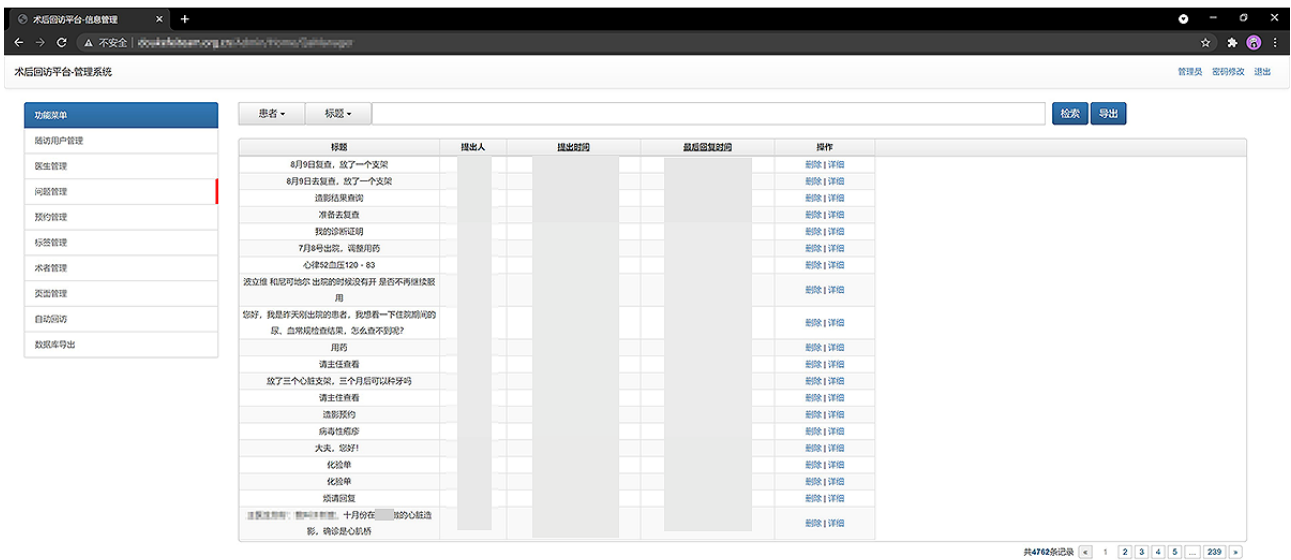 术后回访平台-信息管理
不安全
术后回访平台-管理系统
管理员 密码修改 退出
功能菜单
随访用户管理
医生管理
问题管理
预约管理
标签管理
术者管理
页面管理
自动回访
数据库导出
患者 标题 检索 导出
标题 提出人 提出时间 最后回复时间 操作
8月9日复查，放了一个支架 删除 | 详细
8月9日去复查，放了一个支架 删除 | 详细
造影结果查询 删除 | 详细
准备去复查 删除 | 详细
我的诊断证明 删除 | 详细
7月8号出院，调整用药 删除 | 详细
心律52血压120 - 83 删除 | 详细
波立维 和尼可地尔 出院的时候没有开 是否不再继续服
用 删除 | 详细
您好，我是昨天刚出院的患者，我想看一下住院期间的
尿、血常规检查结果，怎么查不到呢? 删除 | 详细
用药 删除 | 详细
请主任查看 删除 | 详细
放了三个心脏支架，三个月后可以种牙吗 删除 | 详细
请主任查看 删除 | 详细
造影预约 删除 | 详细
病毒性疱疹 删除 | 详细
大夫，您好! 删除 | 详细
化验单 删除 | 详细
化验单 删除 | 详细
烦请回复 删除 | 详细
十月份在 的心脏造
影，确诊是心肌桥 删除 | 详细
共4762条记录 « 1 2 3 4 5 ... 239 »